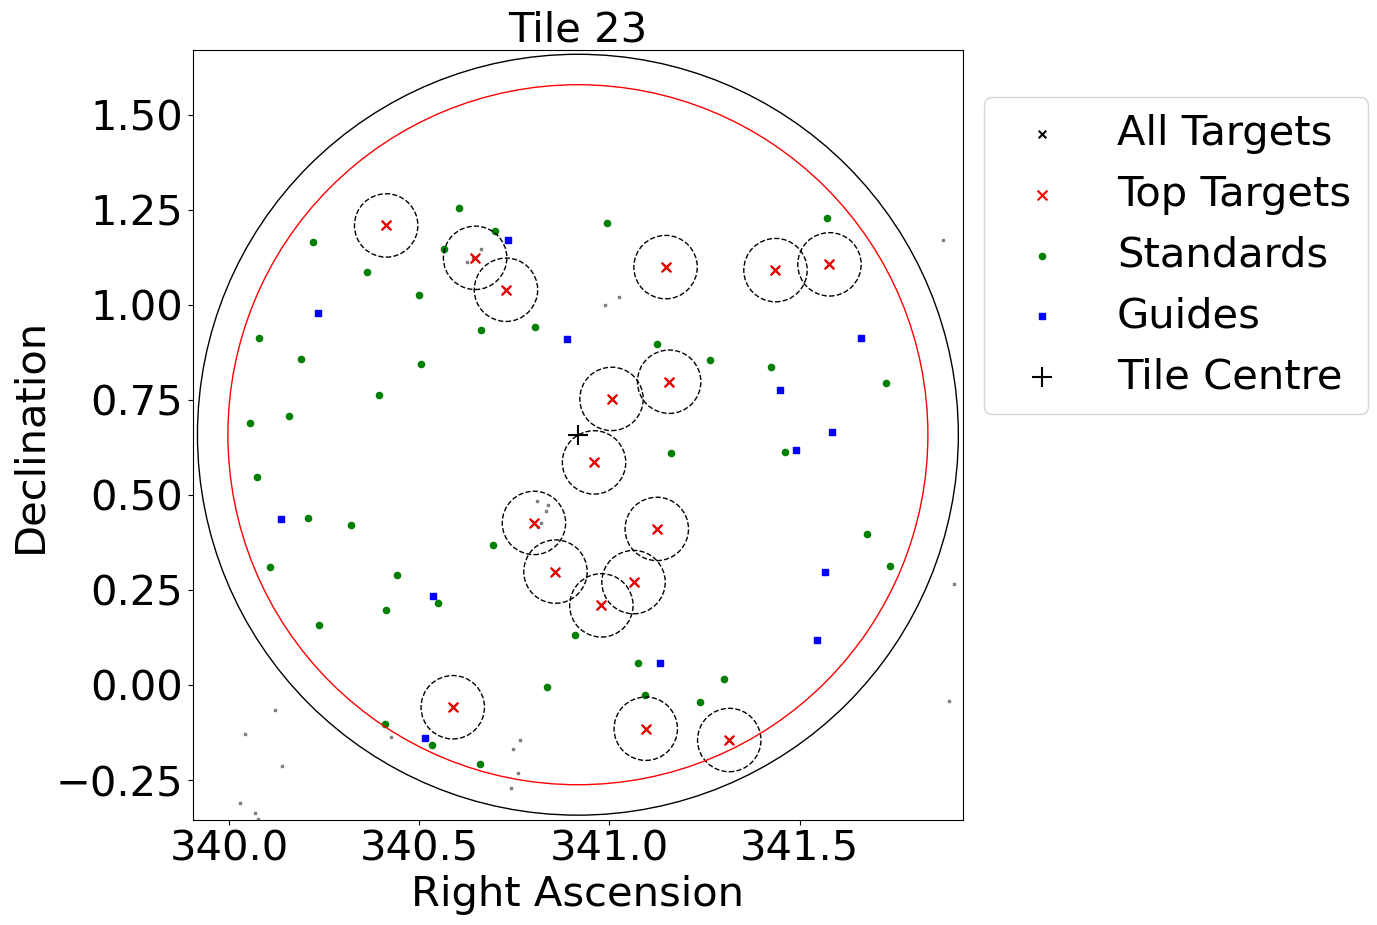 Tile 23
Declination
1.50
1.25
1.00
0.75
0.50
0.25
0.00
−0.25
340.0 340.5 341.0 341.5
Right Ascension
All Targets
Top Targets
Standards
Guides
Tile Centre